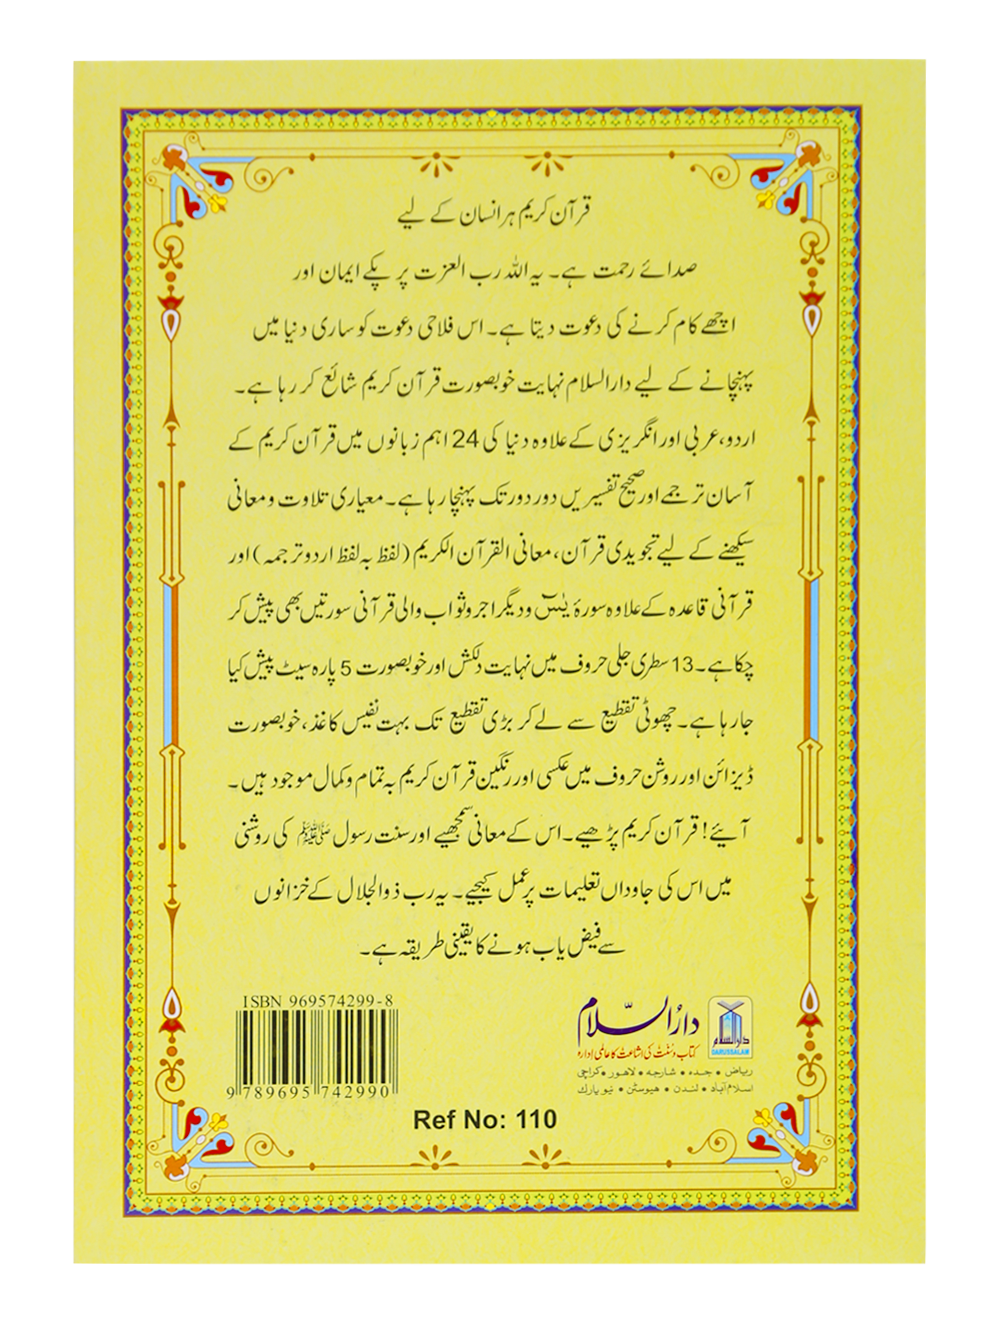 قرآن کریم ہر انسان کے لیے
صدائے رحمت ہے۔ یہ اللہ رب العزت پر پکے ایمان اور
اچھے کام کرنے کی دعوت دیتا ہے۔ اس فلاحی دعوت کو ساری دنیا میں
پہنچانے کے لیے دارالسلام نہایت خوبصورت قرآن کریم شائع کر رہا ہے۔
اردو، عربی اور انگریزی کے علاوہ دنیا کی 24 اہم زبانوں میں قرآن کریم کے
آسان ترجمے اور صحیح تفسیریں دور دور تک پہنچا رہا ہے۔ معیاری تلاوت و معانی
سیکھنے کے لیے تجویدی قرآن، معانی القرآن الکریم (لفظ بہ لفظ اردو ترجمہ) اور
قرآنی قاعدہ کے علاوہ سورۂ یٰسٓ و دیگر اجر و ثواب والی قرآنی سورتیں بھی پیش کر
چکا ہے۔ 13 سطری جلی حروف میں نہایت دلکش اور خوبصورت 5 پارہ سیٹ پیش کیا
جا رہا ہے۔ چھوٹی تقطیع سے لے کر بڑی تقطیع تک بہت نفیس کاغذ، خوبصورت
ڈیزائن اور روشن حروف میں عکسی اور رنگین قرآن کریم بہ تمام و کمال موجود ہیں۔
آیئے! قرآن کریم پڑھیے۔ اس کے معانی سمجھیے اور سنت رسول ﷺ کی روشنی
میں اس کی جاوداں تعلیمات پر عمل کیجیے۔ یہ رب ذوالجلال کے خزانوں
سے فیض یاب ہونے کا یقینی طریقہ ہے۔
ISBN 969574299-8
9 789695 742990
دارالسلام
دارُالسّلام
DARUSSALAM
کتاب و سنت کی اشاعت کا عالمی ادارہ
ریاض • جدہ • شارجہ • لاہور • کراچی
اسلام آباد • لندن • ہیوسٹن • نیو یارک
Ref No: 110